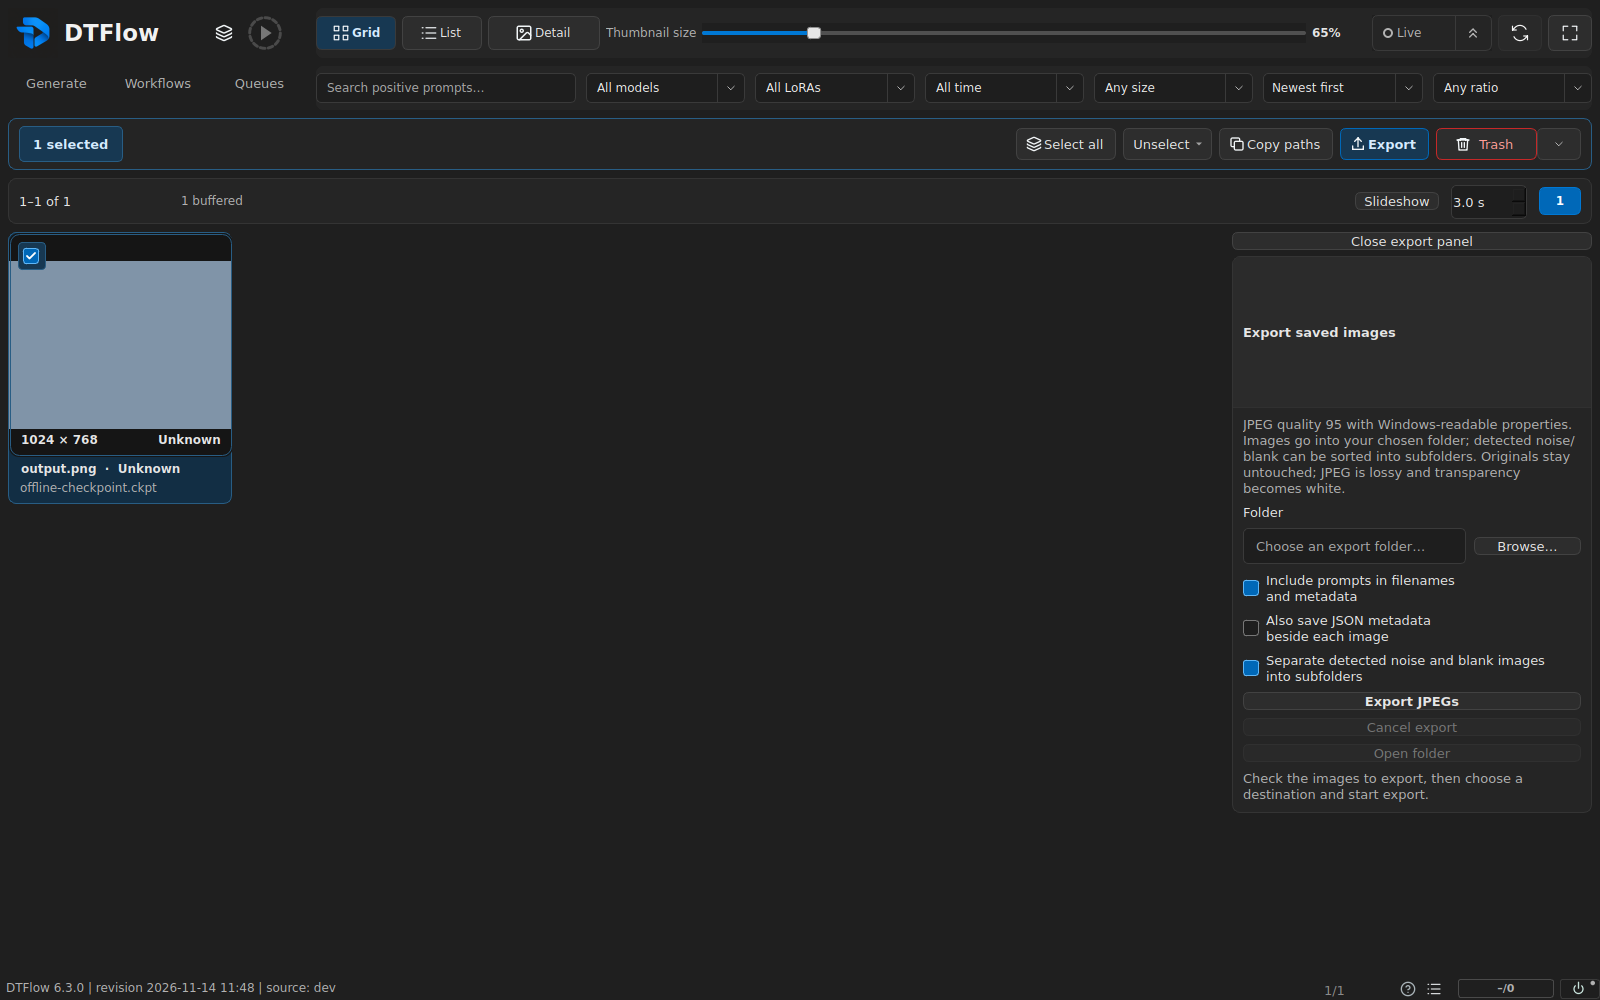 DTFlow
Grid
List
Detail
Thumbnail size
65%
Live
Generate
Workflows
Queues
Search positive prompts...
All models
All LoRAs
All time
Any size
Newest first
Any ratio
1 selected
Select all
Unselect
Copy paths
Export
Trash
1–1 of 1
1 buffered
Slideshow
3.0 s
1
1024 × 768
Unknown
output.png · Unknown
offline-checkpoint.ckpt
Close export panel
Export saved images
JPEG quality 95 with Windows-readable properties.
Images go into your chosen folder; detected noise/
blank can be sorted into subfolders. Originals stay
untouched; JPEG is lossy and transparency
becomes white.
Folder
Choose an export folder...
Browse...
Include prompts in filenames
and metadata
Also save JSON metadata
beside each image
Separate detected noise and blank images
into subfolders
Export JPEGs
Cancel export
Open folder
Check the images to export, then choose a
destination and start export.
DTFlow 6.3.0 | revision 2026-11-14 11:48 | source: dev
1/1
–/0